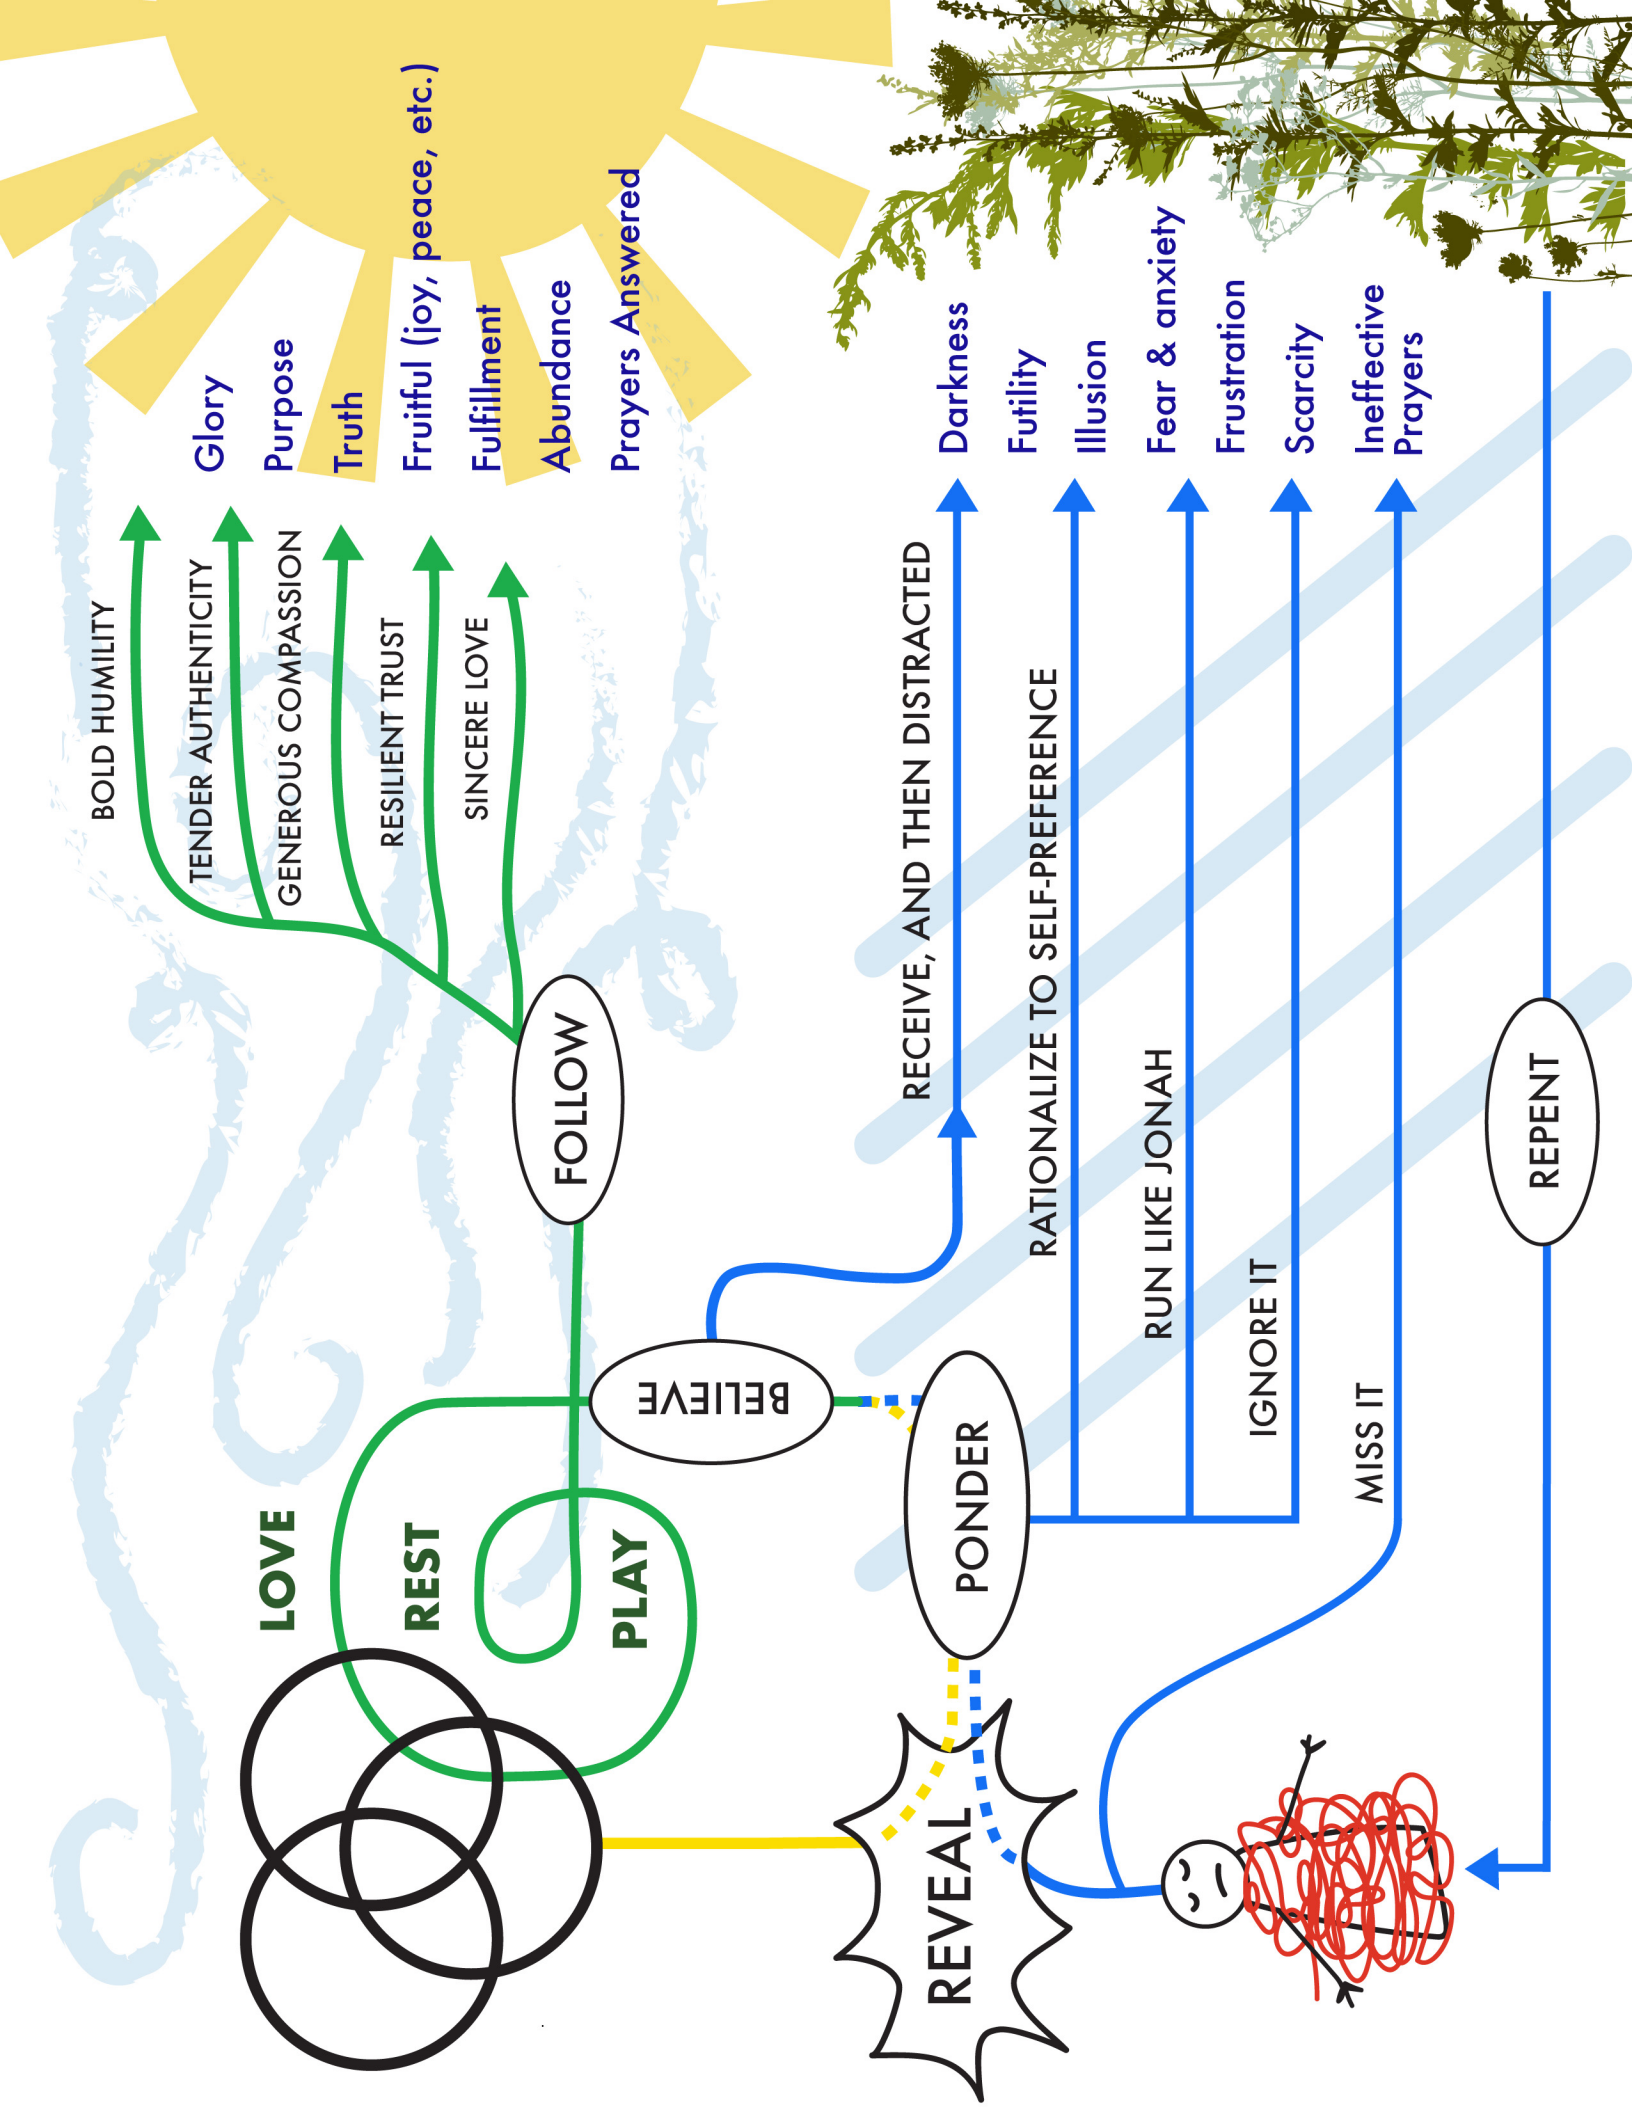 BOLD HUMILITY
TENDER AUTHENTICITY
GENEROUS COMPASSION
RESILIENT TRUST
SINCERE LOVE
Glory
Purpose
Truth
Fruitful (joy, peace, etc.)
Fulfillment
Abundance
Prayers Answered
LOVE
REST
PLAY
FOLLOW
BELIEVE
REVEAL
PONDER
RECEIVE, AND THEN DISTRACTED
RATIONALIZE TO SELF-PREFERENCE
RUN LIKE JONAH
IGNORE IT
MISS IT
Darkness
Futility
Illusion
Fear & anxiety
Frustration
Scarcity
Ineffective
Prayers
REPENT